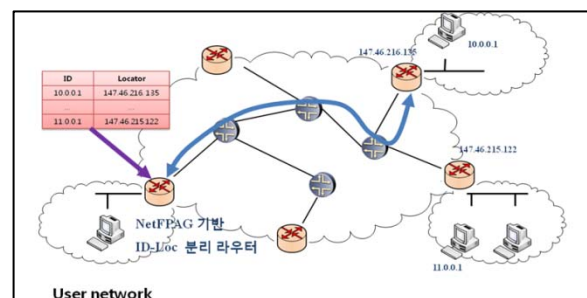 147.46.216.135
10.0.0.1
ID Locator
10.0.0.1 147.46.216.135
...
11.0.0.1 147.46.215.122
147.46.215.122
NetFPAG 기반
ID-Loc 분리 라우터
11.0.0.1
User network